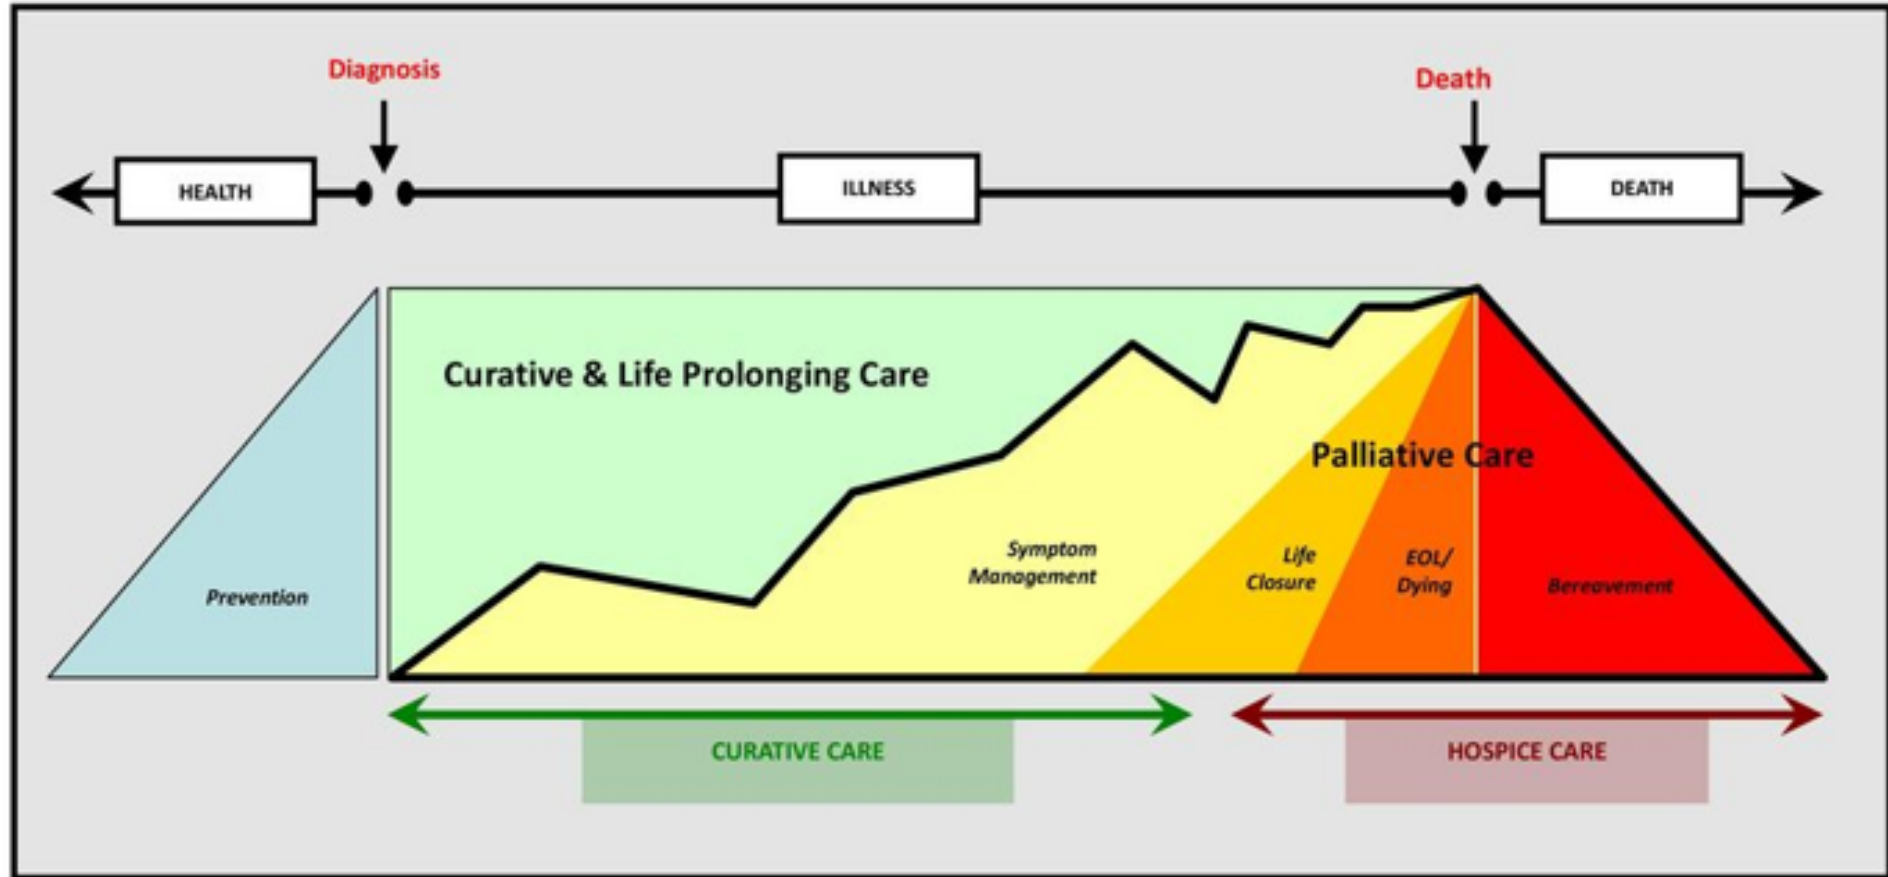 Diagnosis
Death
HEALTH
ILLNESS
DEATH
Curative & Life Prolonging Care
Palliative Care
Symptom
Management
Life
Closure
EOL/
Dying
Prevention
Bereavement
CURATIVE CARE
HOSPICE CARE